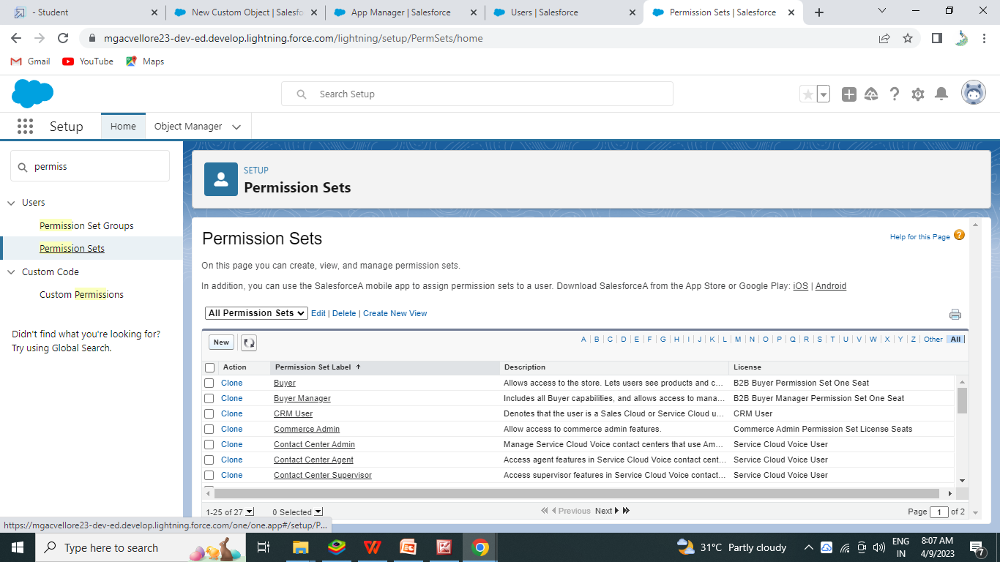 - Student
New Custom Object | Salesfo
App Manager | Salesforce
Users | Salesforce
Permission Sets | Salesforce
mgacvellore23-dev-ed.develop.lightning.force.com/lightning/setup/PermSets/home
Gmail YouTube Maps
Search Setup
Setup Home Object Manager
permiss
Users
Permission Set Groups
Permission Sets
Custom Code
Custom Permissions
Didn't find what you're looking for?
Try using Global Search.
SETUP
Permission Sets
Permission Sets
Help for this Page ?
On this page you can create, view, and manage permission sets.
In addition, you can use the SalesforceA mobile app to assign permission sets to a user. Download SalesforceA from the App Store or Google Play: iOS | Android
All Permission Sets Edit | Delete | Create New View
New A | B | C | D | E | F | G | H | I | J | K | L | M | N | O | P | Q | R | S | T | U | V | W | X | Y | Z | Other | All |
Action Permission Set Label ↑ Description License
Clone Buyer Allows access to the store. Lets users see products and c... B2B Buyer Permission Set One Seat
Clone Buyer Manager Includes all Buyer capabilities, and allows access to mana... B2B Buyer Manager Permission Set One Seat
Clone CRM User Denotes that the user is a Sales Cloud or Service Cloud u... CRM User
Clone Commerce Admin Allow access to commerce admin features. Commerce Admin Permission Set License Seats
Clone Contact Center Admin Manage Service Cloud Voice contact centers that use Am... Service Cloud Voice User
Clone Contact Center Agent Access agent features in Service Cloud Voice contact cent... Service Cloud Voice User
Clone Contact Center Supervisor Access supervisor features in Service Cloud Voice contact... Service Cloud Voice User
1-25 of 27 0 Selected Previous Next Page 1 of 2
https://mgacvellore23-dev-ed.develop.lightning.force.com/one/one.app#/setup/P...
Type here to search
31°C Partly cloudy
ENG
IN
8:07 AM
4/9/2023
7